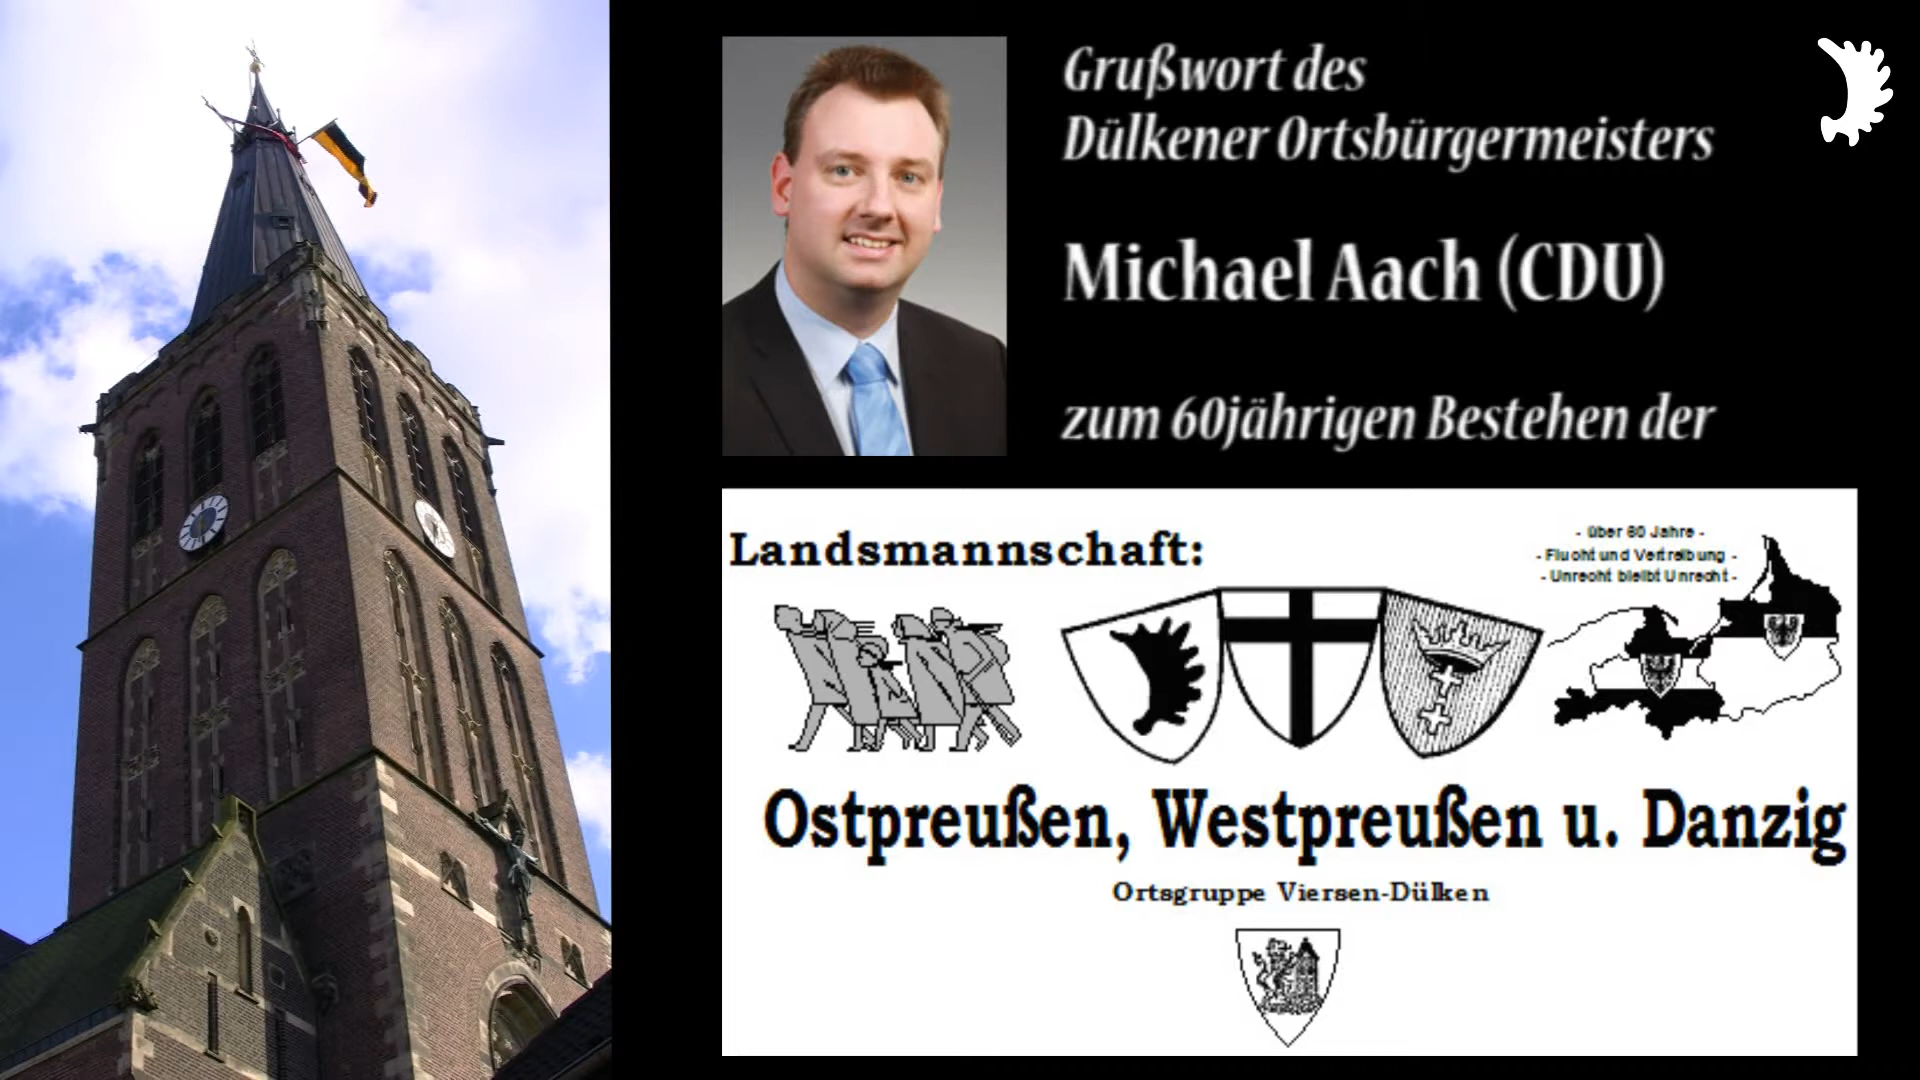 Grußwort des
Dülkener Ortsbürgermeisters
Michael Aach (CDU)
zum 60jährigen Bestehen der
Landsmannschaft:
- über 60 Jahre -
- Flucht und Vertreibung -
- Unrecht bleibt Unrecht -
Ostpreußen, Westpreußen u. Danzig
Ortsgruppe Viersen-Dülken